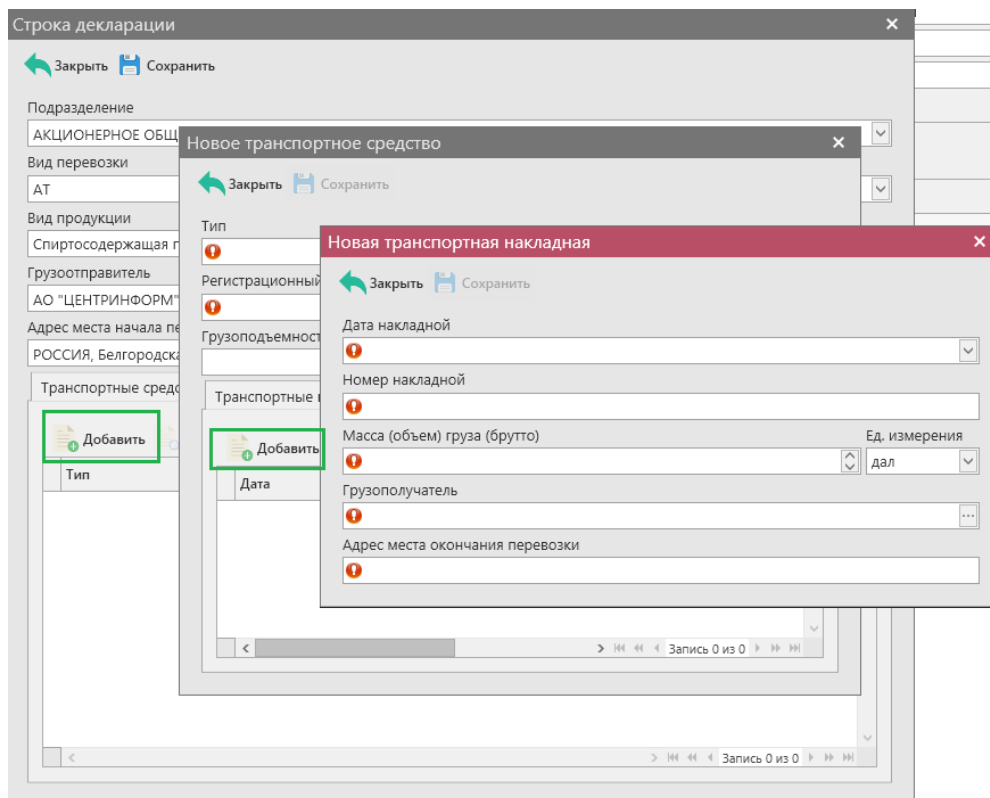 Строка декларации
Закрыть Сохранить
Подразделение
АКЦИОНЕРНОЕ ОБЩ
Вид перевозки
АТ
Вид продукции
Спиртосодержащая
Грузоотправитель
АО "ЦЕНТРИНФОРМ"
Адрес места начала
РОССИЯ, Белгородска
Транспортные сред
Добавить
Тип
Запись 0 из 0
Новое транспортное средство
Закрыть Сохранить
Тип
Регистрационный
Грузоподъемност
Транспортные
Добавить
Дата
Запись 0 из 0
Новая транспортная накладная
Закрыть Сохранить
Дата накладной
Номер накладной
Масса (объем) груза (брутто) Ед. измерения
дал
Грузополучатель
Адрес места окончания перевозки